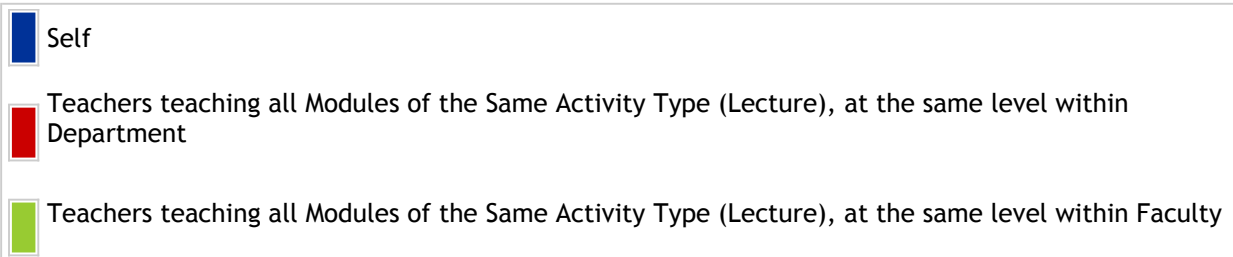 Self
Teachers teaching all Modules of the Same Activity Type (Lecture), at the same level within
Department
Teachers teaching all Modules of the Same Activity Type (Lecture), at the same level within Faculty